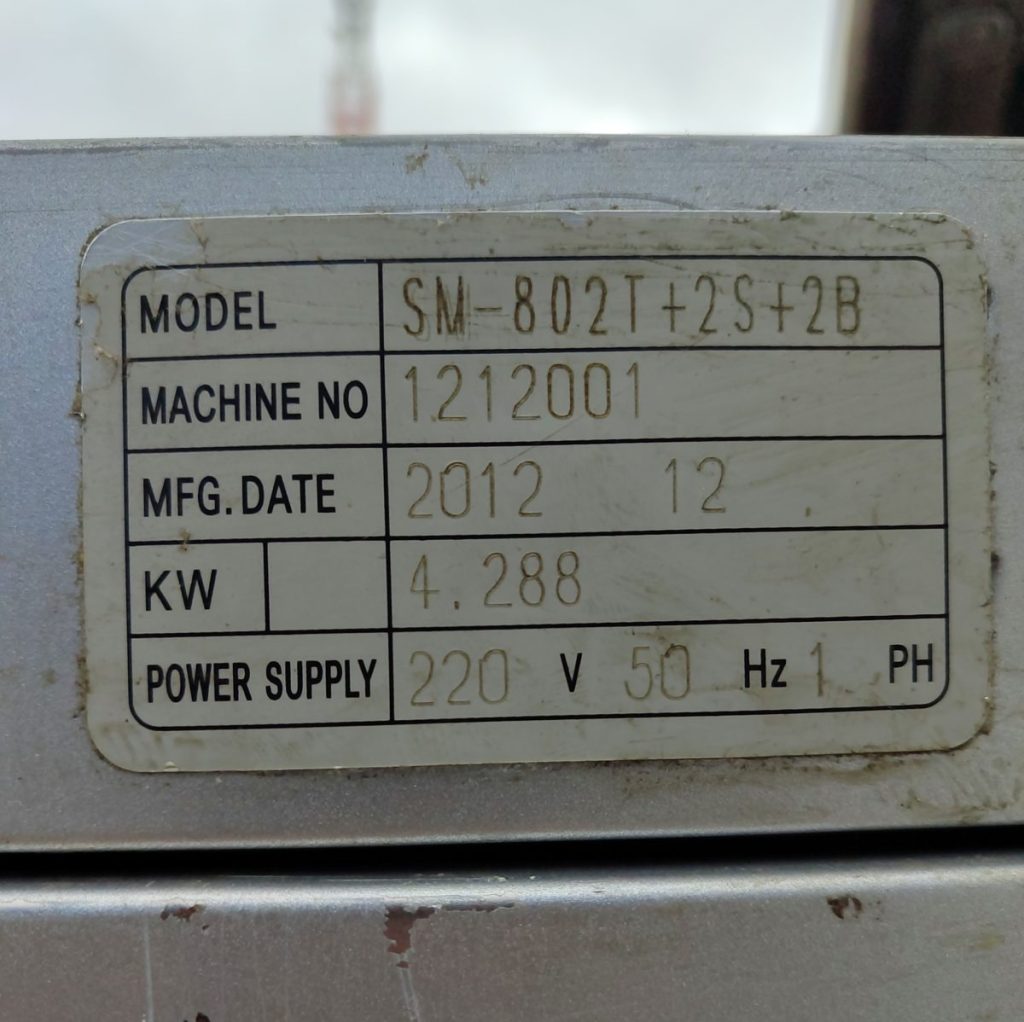 MODEL SM-802T+2S+2B
MACHINE NO 1212001
MFG. DATE 2012 12 .
KW 4.288
POWER SUPPLY 220 V 50 Hz 1 PH